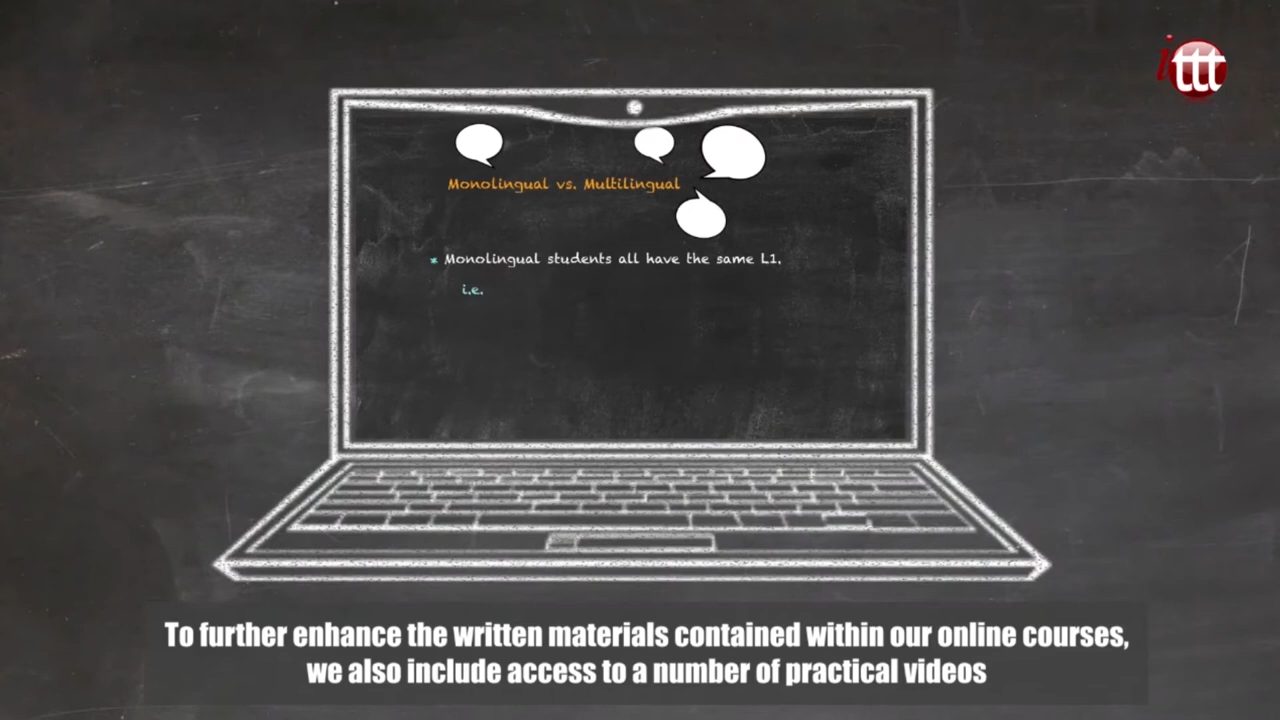 ittt
Monolingual vs. Multilingual
* Monolingual students all have the same L1.
i.e.
To further enhance the written materials contained within our online courses,
we also include access to a number of practical videos